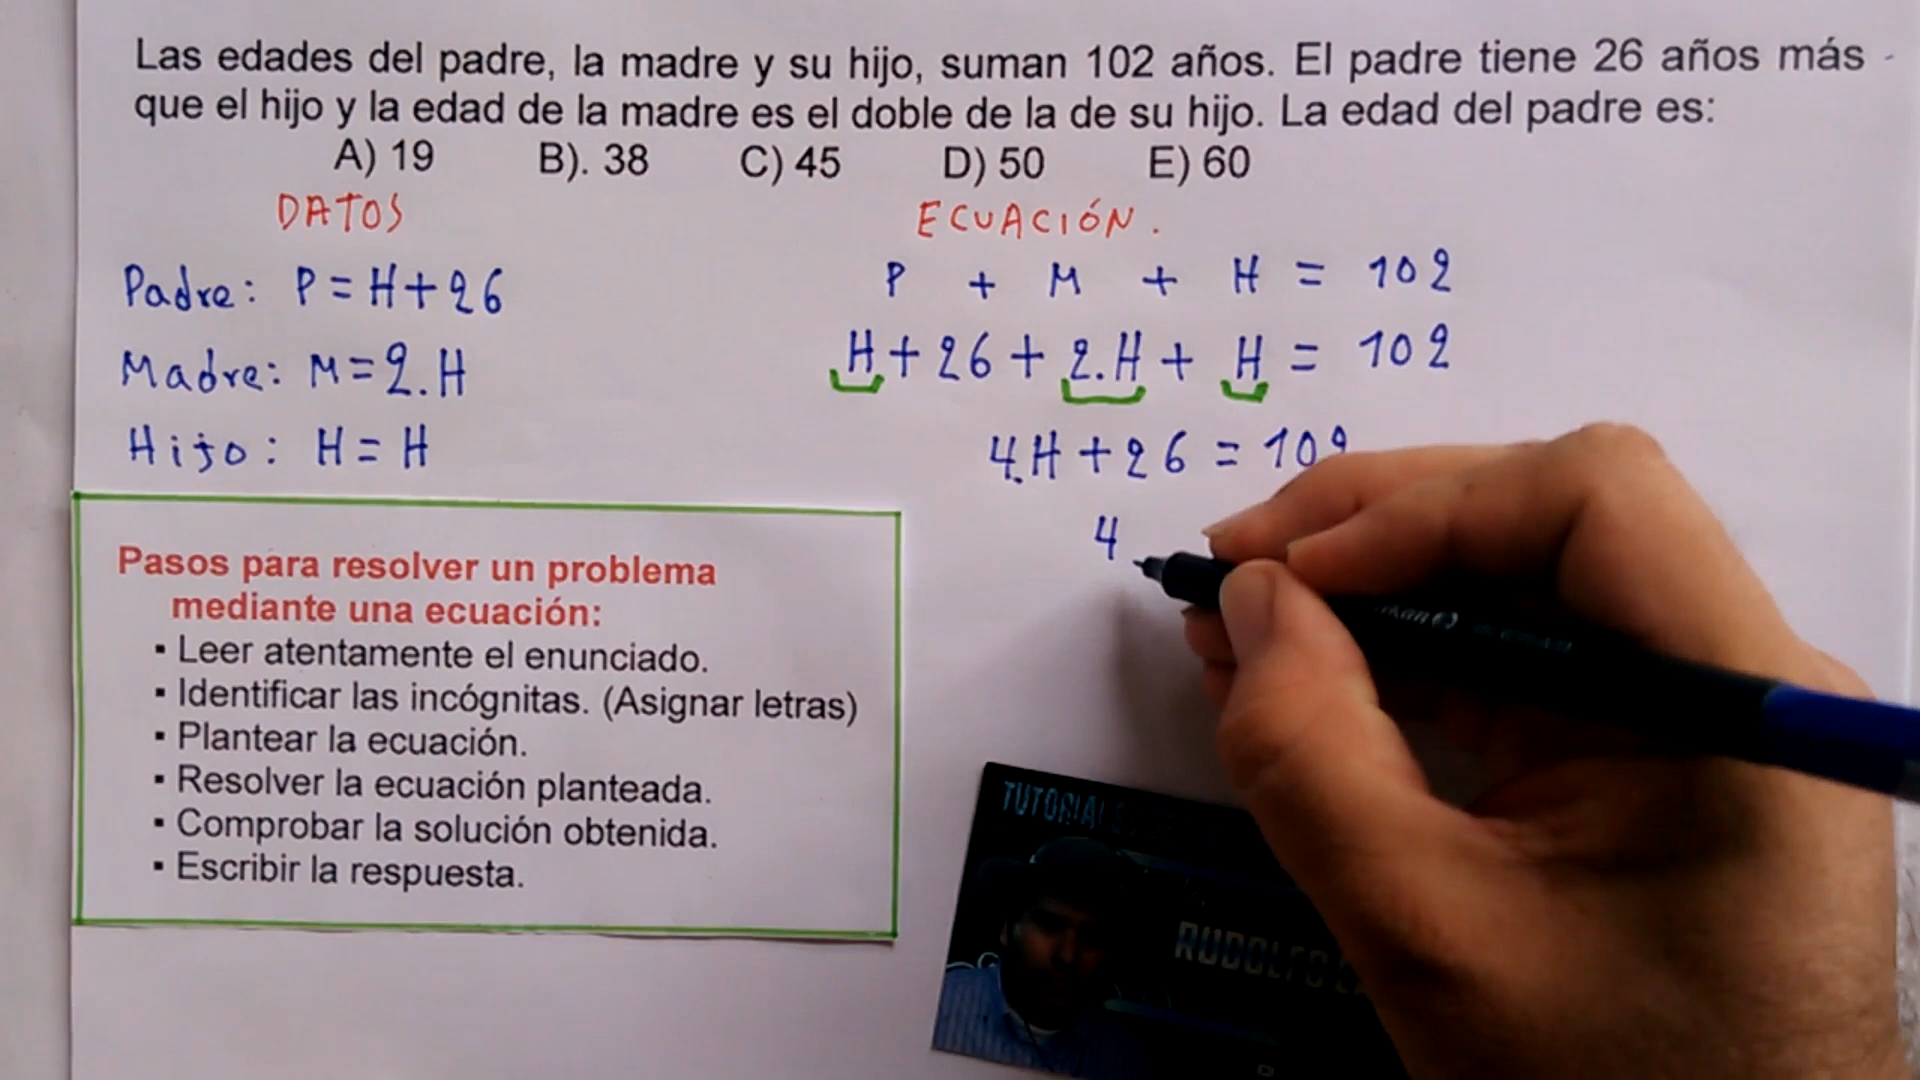 Las edades del padre, la madre y su hijo, suman 102 años. El padre tiene 26 años más
que el hijo y la edad de la madre es el doble de la de su hijo. La edad del padre es:
A) 19 B). 38 C) 45 D) 50 E) 60
DATOS
Padre: P = H + 26
Madre: M = 2.H
Hijo: H = H
ECUACIÓN.
P + M + H = 102
H + 26 + 2.H + H = 102
4.H + 26 = 102
4
Pasos para resolver un problema
mediante una ecuación:
▪ Leer atentamente el enunciado.
▪ Identificar las incógnitas. (Asignar letras)
▪ Plantear la ecuación.
▪ Resolver la ecuación planteada.
▪ Comprobar la solución obtenida.
▪ Escribir la respuesta.
RUDOLFO